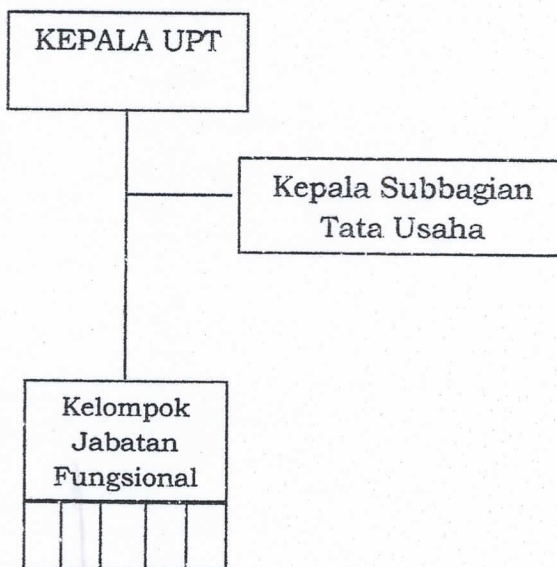 KEPALA UPT
Kepala Subbagian
Tata Usaha
Kelompok
Jabatan
Fungsional